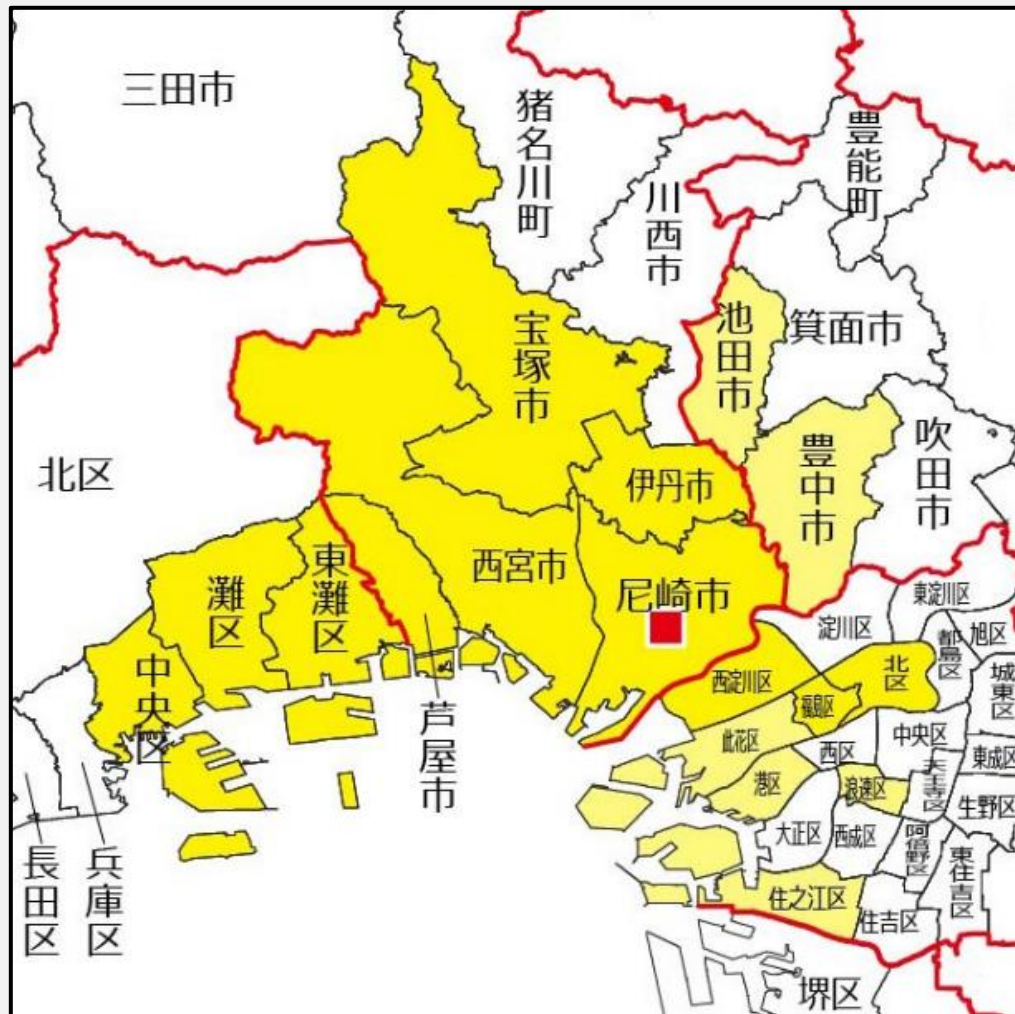 三田市
猪名川町
豊能町
川西市
池田市
箕面市
宝塚市
豊中市
吹田市
北区
伊丹市
東灘区
西宮市
灘区
尼崎市
東淀川区
淀川区
旭区
都島区
北区
中央区
西淀川区
福島区
城東区
芦屋市
此花区
西区
中央区
東成区
港区
浪速区
天王寺区
生野区
大正区
西成区
阿倍野区
東住吉区
長田区
兵庫区
住之江区
住吉区
堺区